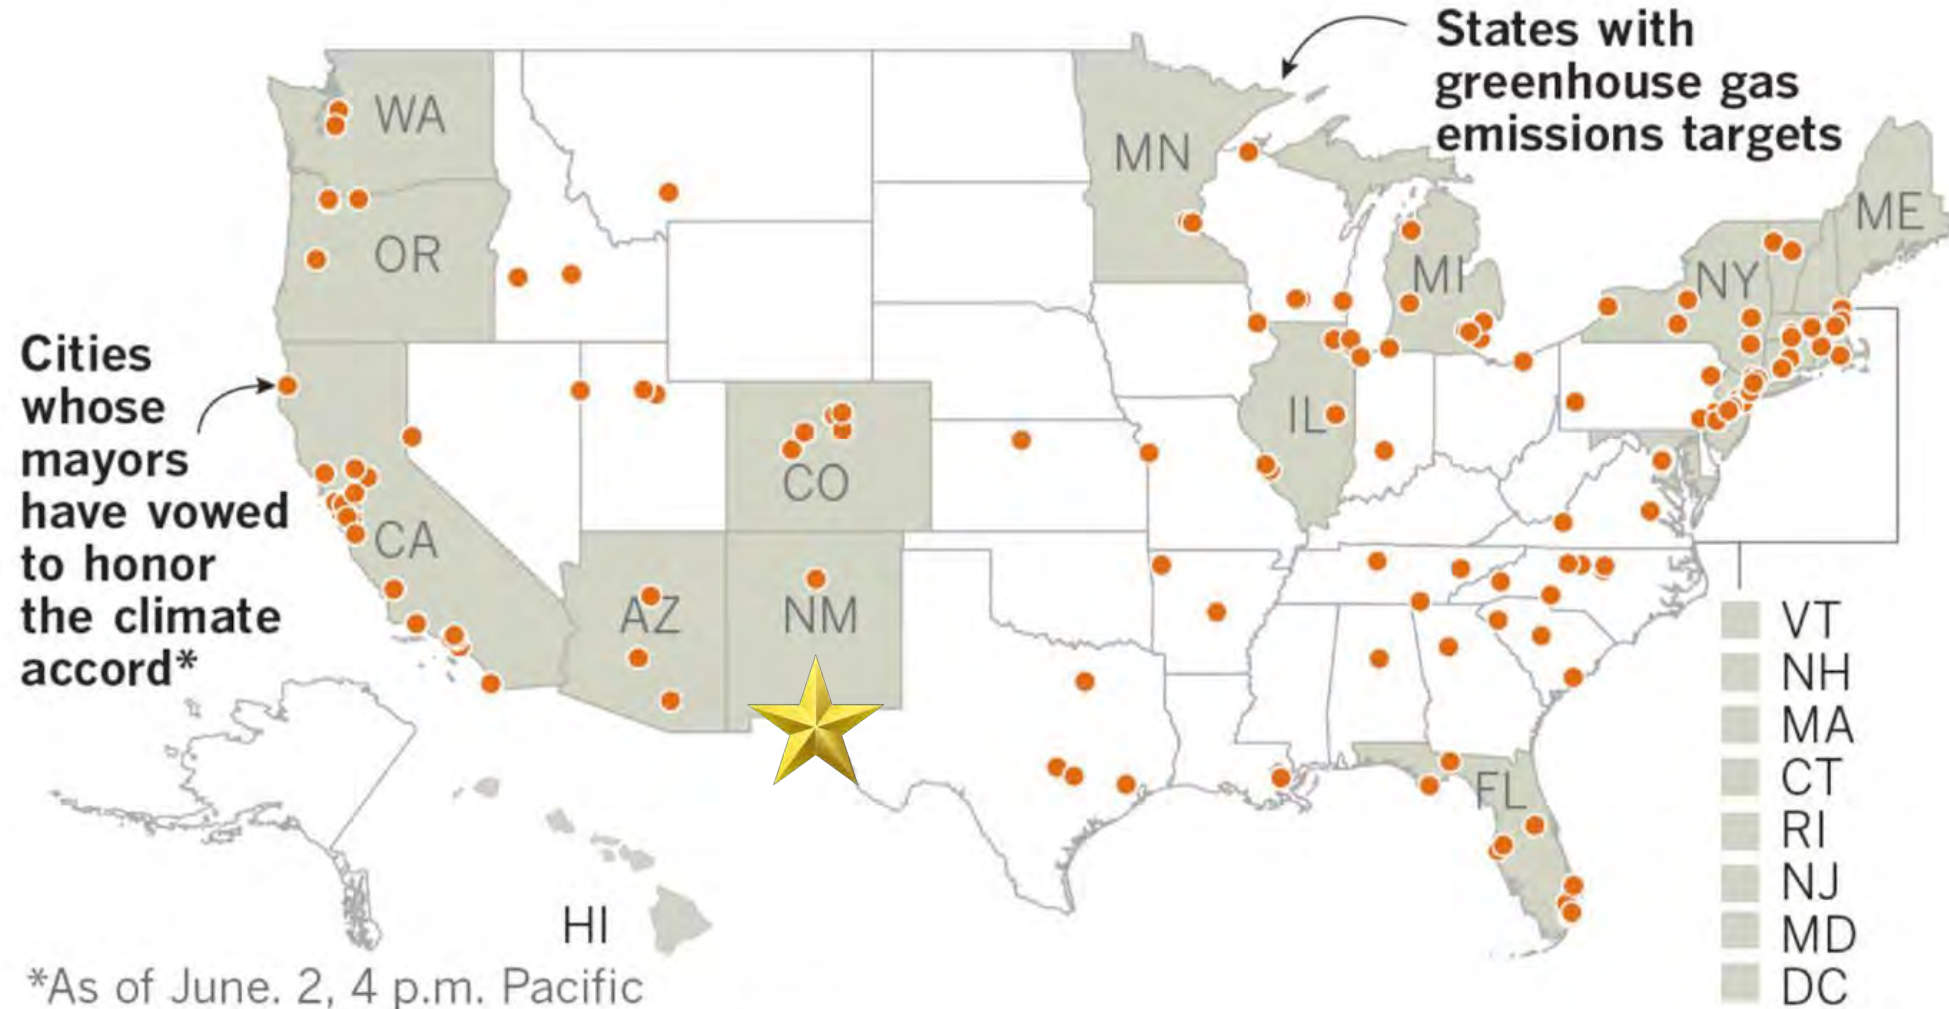 States with
greenhouse gas
emissions targets
WA
MN
ME
OR
MI
NY
Cities
whose
mayors
have vowed
to honor
the climate
accord*
IL
CO
CA
AZ
NM
FL
HI
VT
NH
MA
CT
RI
NJ
MD
DC
*As of June. 2, 4 p.m. Pacific